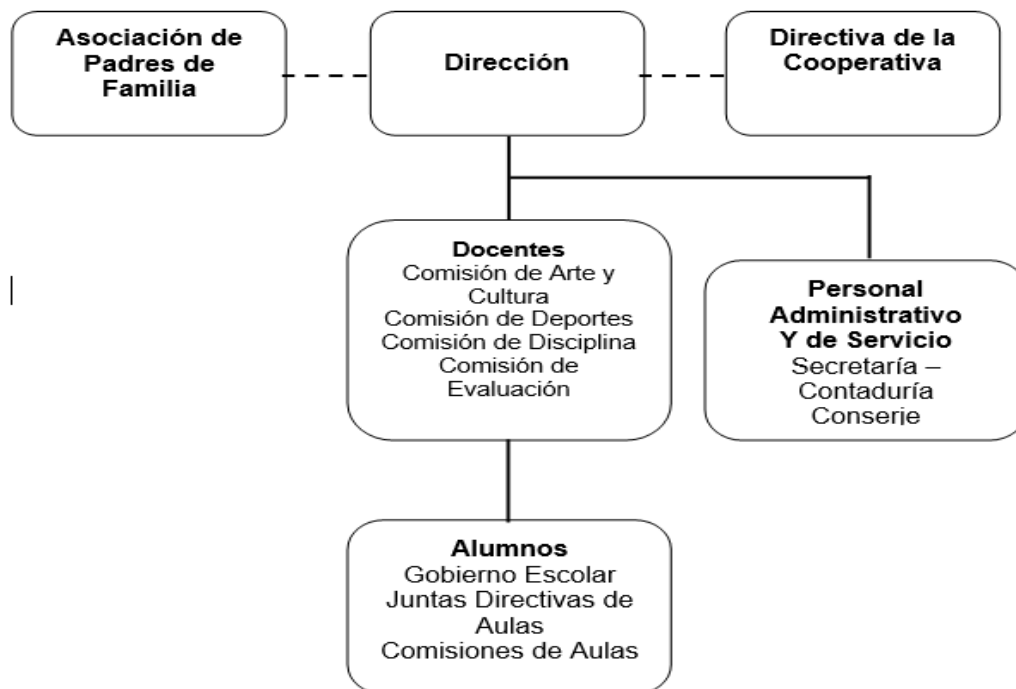 Asociación de
Padres de
Familia
Dirección
Directiva de la
Cooperativa
Docentes
Comisión de Arte y
Cultura
Comisión de Deportes
Comisión de Disciplina
Comisión de
Evaluación
Personal
Administrativo
Y de Servicio
Secretaría –
Contaduría
Conserje
Alumnos
Gobierno Escolar
Juntas Directivas de
Aulas
Comisiones de Aulas